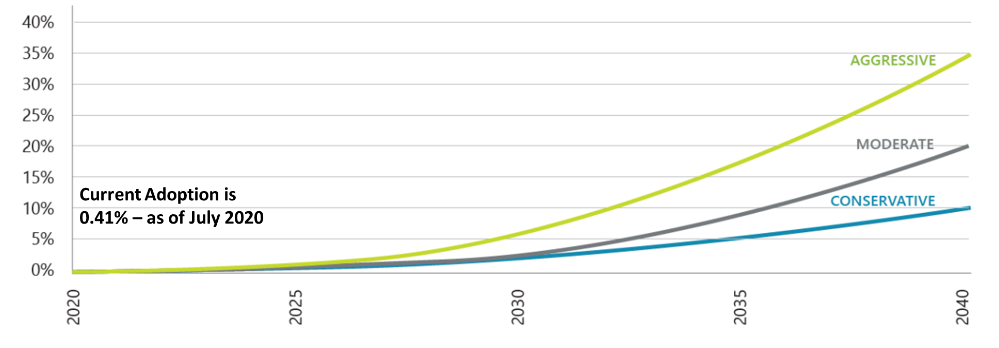 40%
35%
AGGRESSIVE
30%
25%
20%
MODERATE
15%
Current Adoption is
10%
CONSERVATIVE
0.41% – as of July 2020
5%
0%
2020
2025
2030
2035
2040